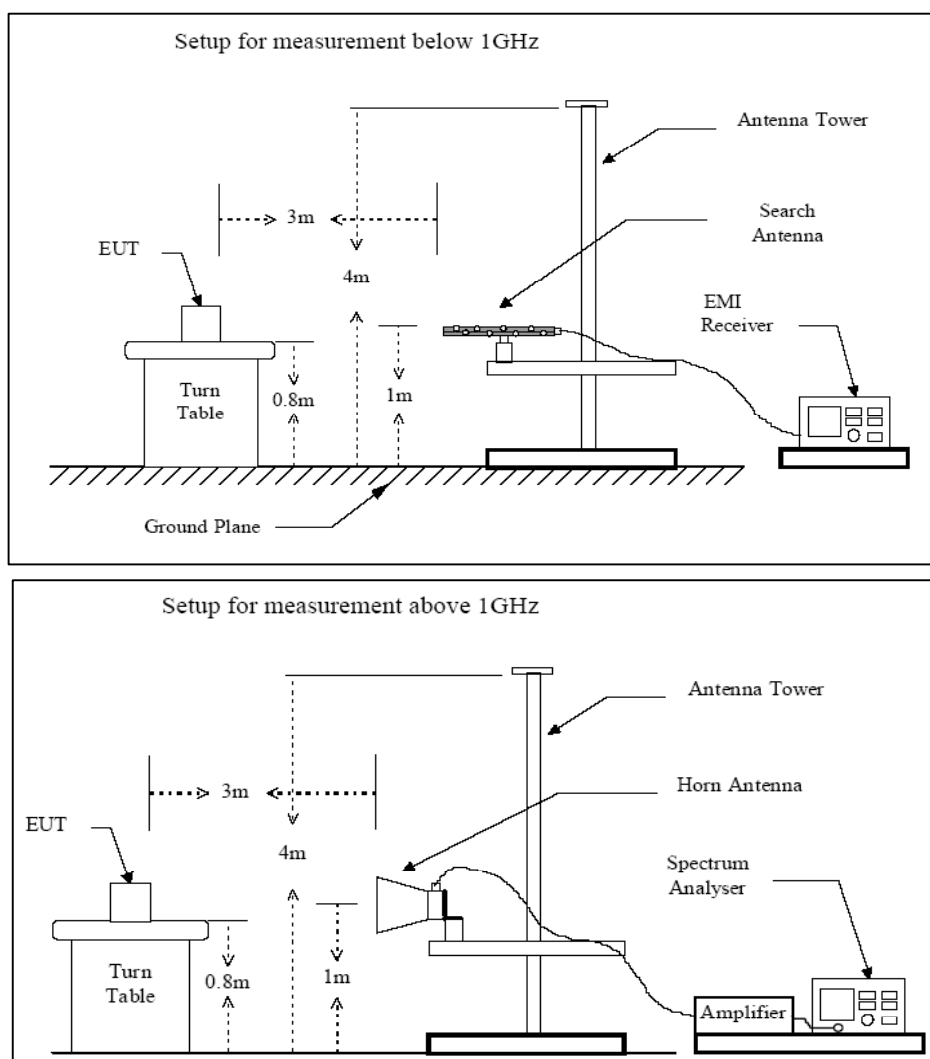 Setup for measurement below 1GHz
Antenna Tower
3m
Search
Antenna
EUT
4m
EMI
Receiver
Turn
Table
0.8m
1m
Ground Plane
Setup for measurement above 1GHz
Antenna Tower
3m
Horn Antenna
EUT
4m
Spectrum
Analyser
Turn
Table
0.8m
1m
Amplifier